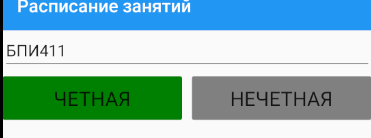 Расписание занятий
БПИ411
ЧЕТНАЯ НЕЧЕТНАЯ